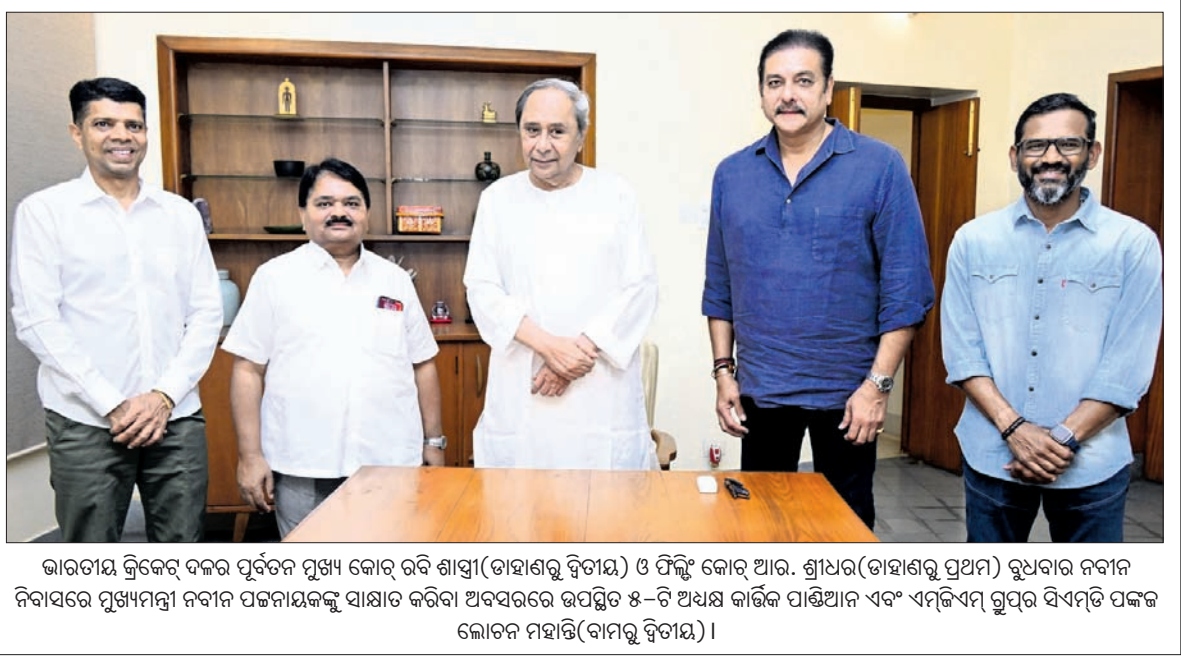 ଭାରତୀୟ କ୍ରିକେଟ୍ ଦଳର ପୂର୍ବତନ ମୁଖ୍ୟ କୋଚ୍ ରବି ଶାସ୍ତ୍ରୀ(ଡାହାଣରୁ ଦ୍ୱିତୀୟ) ଓ ଫିଲ୍ଡିଂ କୋଚ୍ ଆର. ଶ୍ରୀଧର(ଡାହାଣରୁ ପ୍ରଥମ) ବୁଧବାର ନବୀନ
ନିବାସରେ ମୁଖ୍ୟମନ୍ତ୍ରୀ ନବୀନ ପଟ୍ଟନାୟକଙ୍କୁ ସାକ୍ଷାତ କରିବା ଅବସରରେ ଉପସ୍ଥିତ ୫-ଟି ଅଧ୍ୟକ୍ଷ କାର୍ତ୍ତିକ ପାଣ୍ଡିଆନ ଏବଂ ଏମ୍‌ଜିଏମ୍ ଗ୍ରୁପ୍‌ର ସିଏମ୍‌ଡି ପଙ୍କଜ
ଲୋଚନ ମହାନ୍ତି(ବାମରୁ ଦ୍ୱିତୀୟ)।